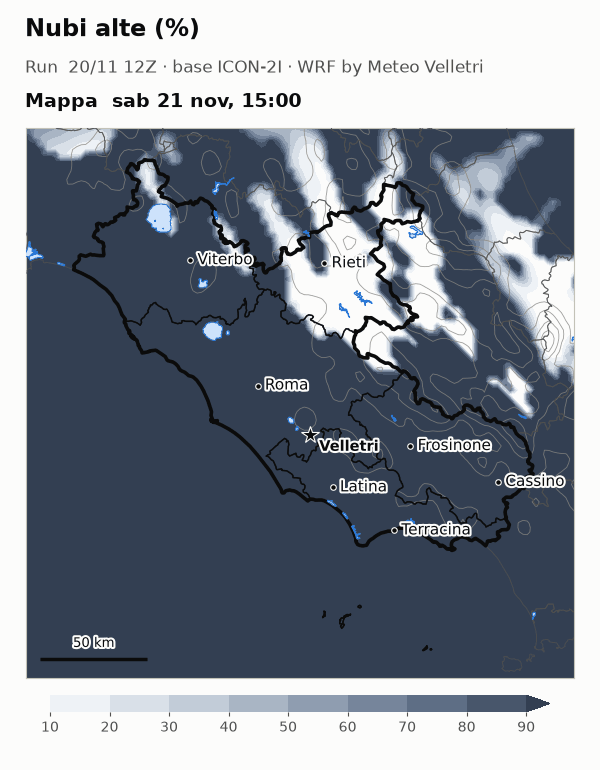 Nubi alte (%)
Run  20/11 12Z · base ICON-2I · WRF by Meteo Velletri
Mappa  sab 21 nov, 15:00
Viterbo
Rieti
Roma
Velletri
Frosinone
Cassino
Latina
Terracina
50 km
10 20 30 40 50 60 70 80 90